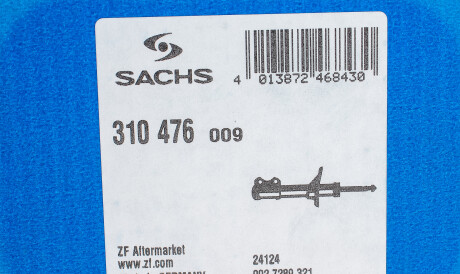 SACHS
4 013872 468430
310 476 009
ZF Aftermarket
www.zf.com
24124